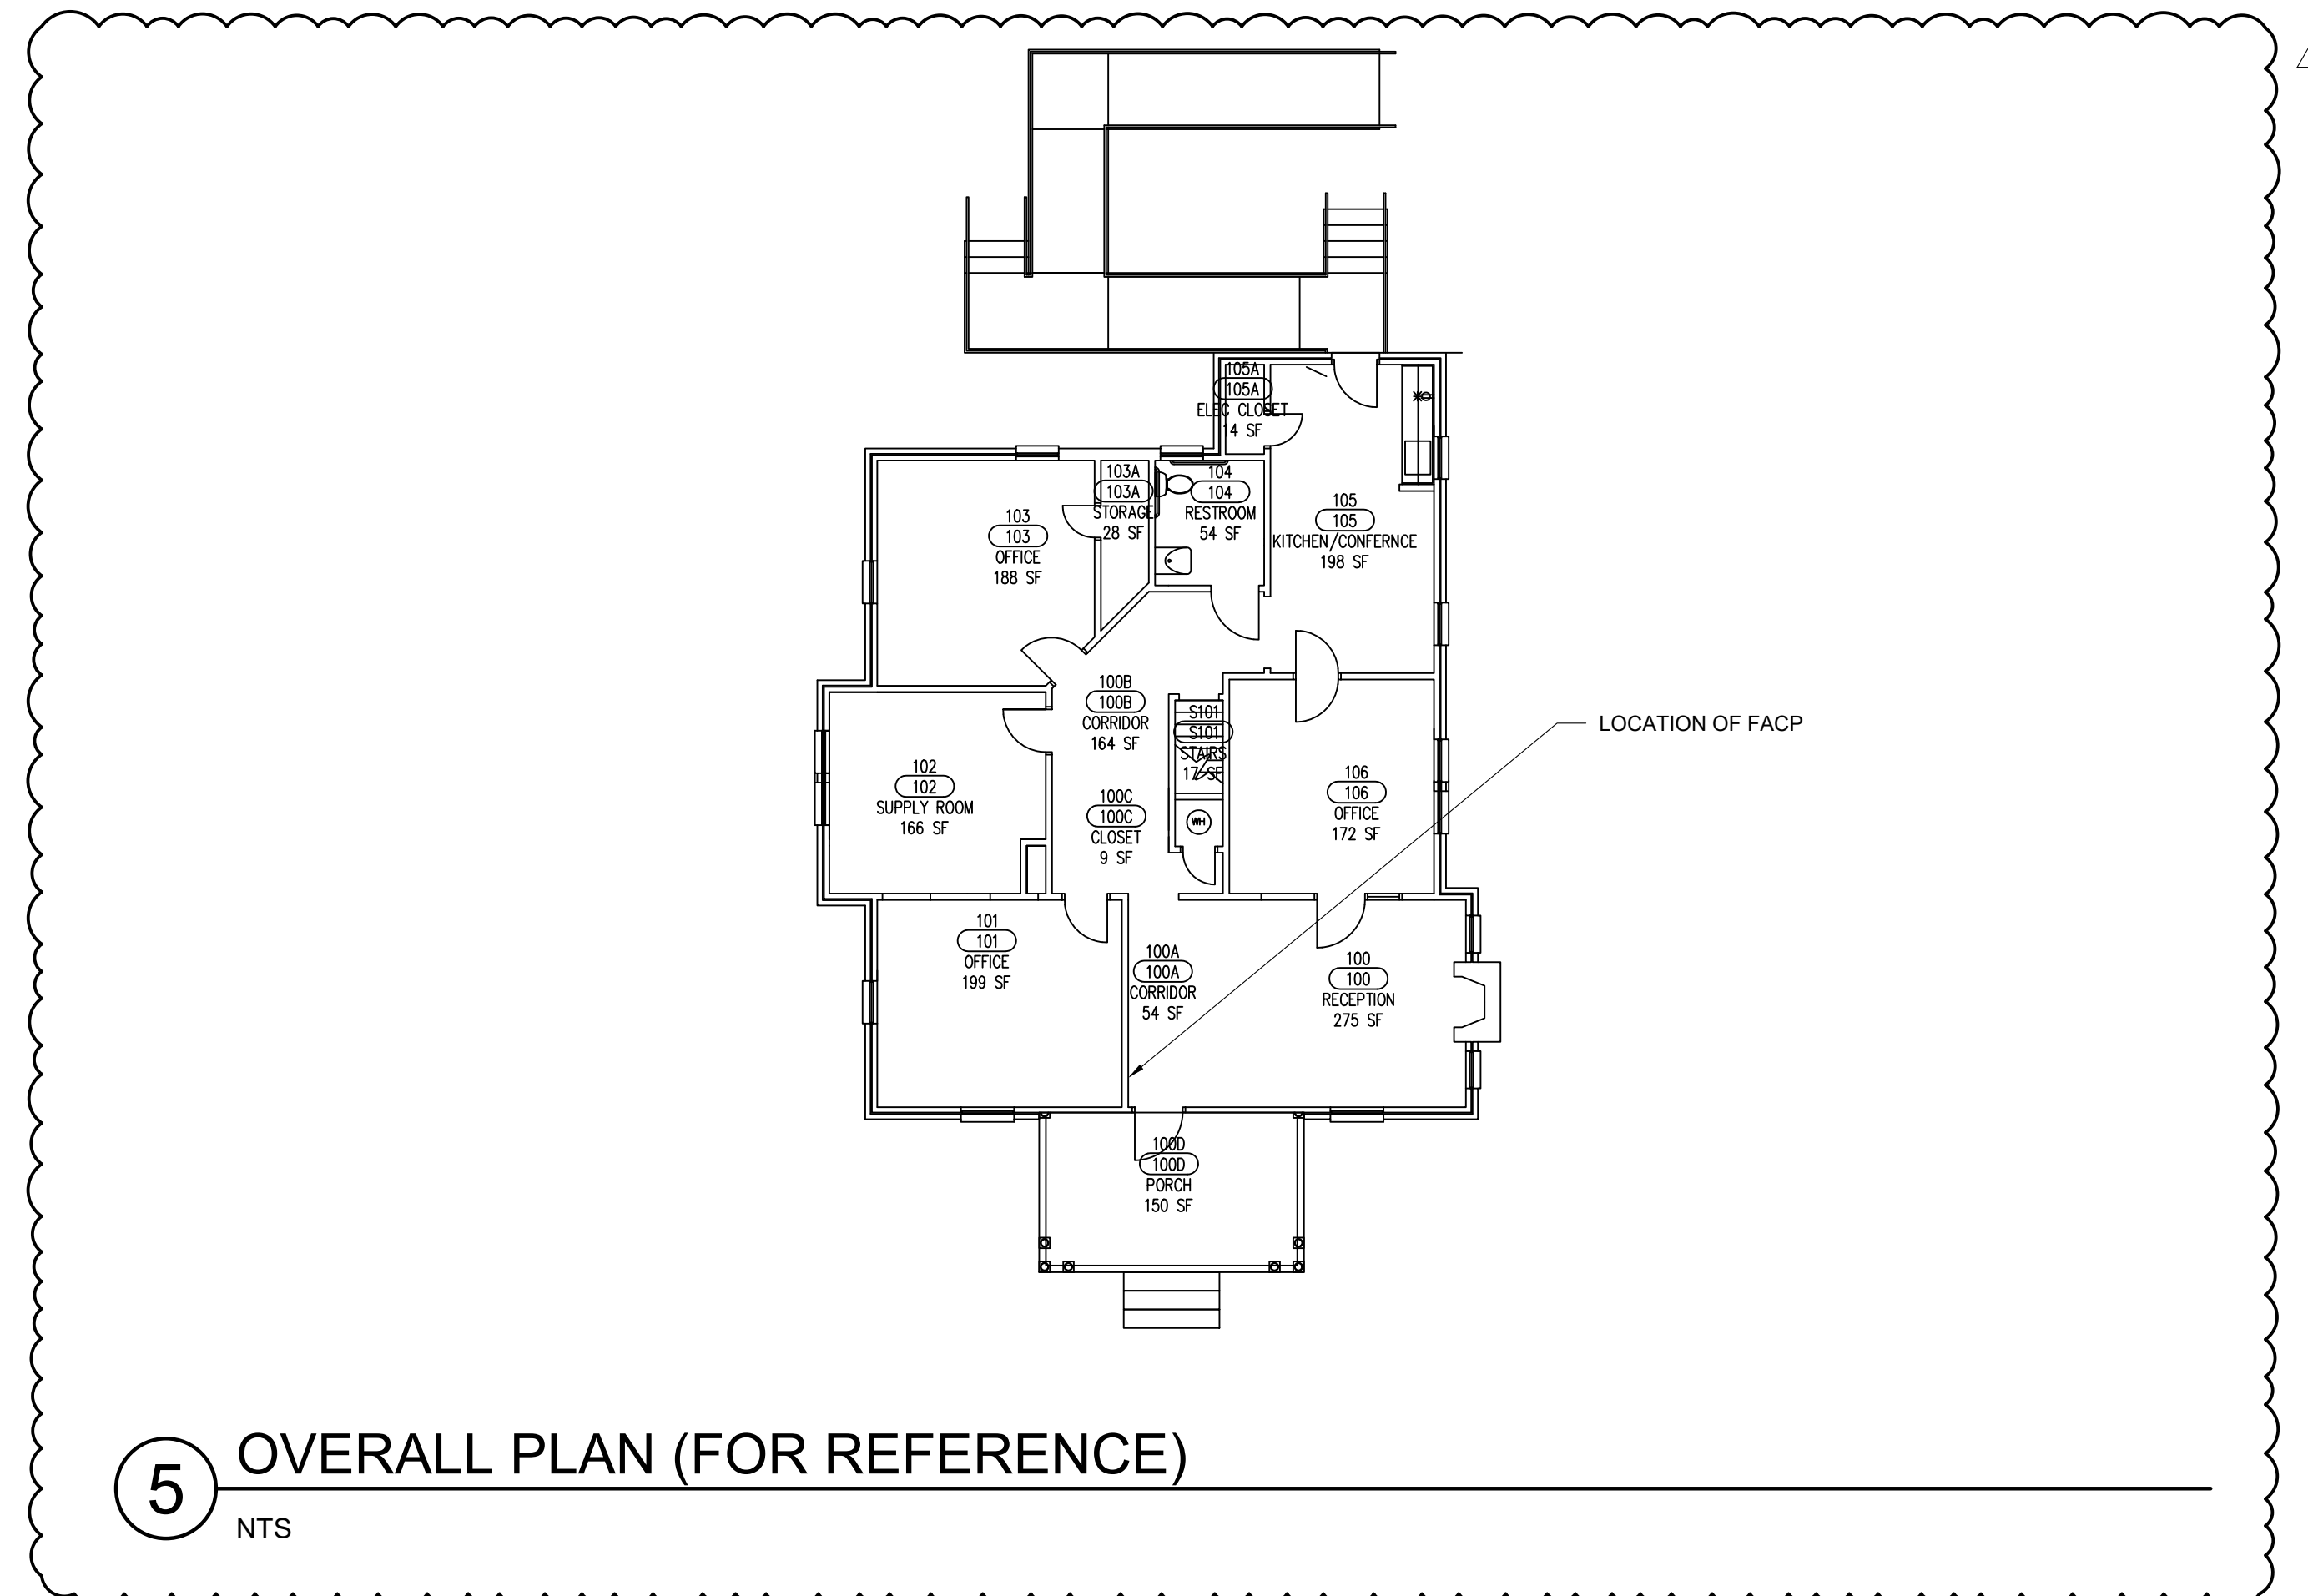 105A
105A
ELEC CLOSET
14 SF
103A
103A
STORAGE
28 SF
104
104
RESTROOM
54 SF
105
105
KITCHEN/CONFERNCE
198 SF
103
103
OFFICE
188 SF
100B
100B
CORRIDOR
164 SF
S101
S101
STAIRS
17 SF
LOCATION OF FACP
102
102
SUPPLY ROOM
166 SF
100C
100C
CLOSET
9 SF
WH
106
106
OFFICE
172 SF
101
101
OFFICE
199 SF
100A
100A
CORRIDOR
54 SF
100
100
RECEPTION
275 SF
100D
100D
PORCH
150 SF
5
OVERALL PLAN (FOR REFERENCE)
NTS